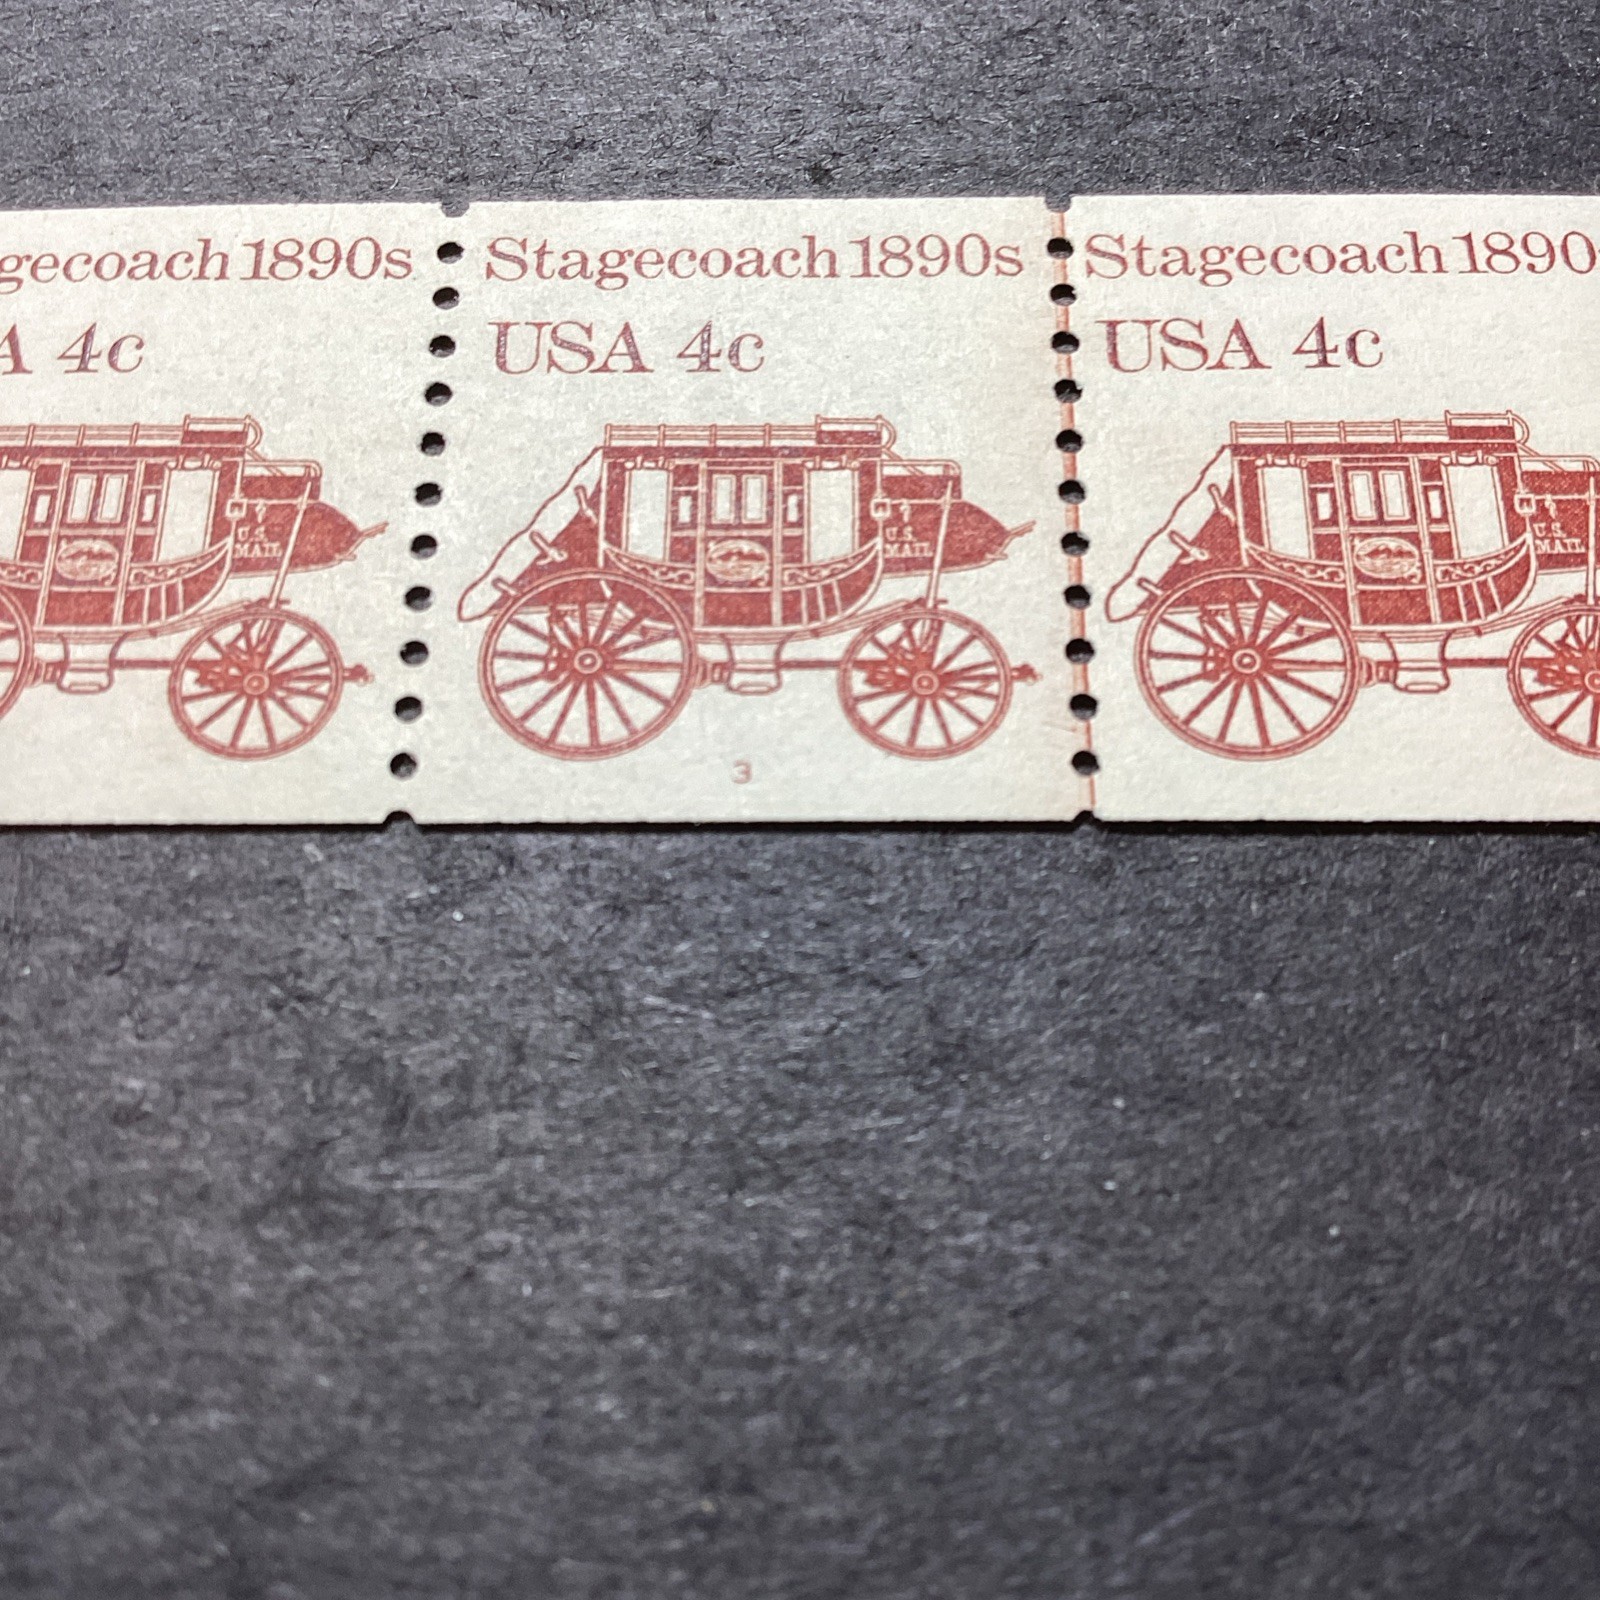 gecoach 1890s
A 4c
U.S.
MAIL
Stagecoach 1890s
USA 4c
U.S.
MAIL
3
Stagecoach 1890
USA 4c
U.S.
MAIL